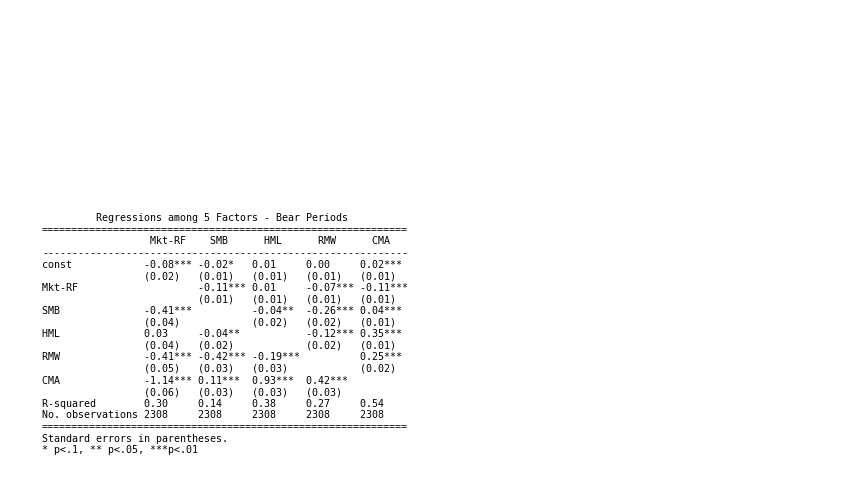 Regressions among 5 Factors - Bear Periods
=============================================================
                  Mkt-RF    SMB      HML      RMW      CMA
-------------------------------------------------------------
const            -0.08*** -0.02*   0.01     0.00     0.02***
                 (0.02)   (0.01)   (0.01)   (0.01)   (0.01)
Mkt-RF                    -0.11*** 0.01     -0.07*** -0.11***
                          (0.01)   (0.01)   (0.01)   (0.01)
SMB              -0.41***          -0.04**  -0.26*** 0.04***
                 (0.04)            (0.02)   (0.02)   (0.01)
HML              0.03     -0.04**           -0.12*** 0.35***
                 (0.04)   (0.02)            (0.02)   (0.01)
RMW              -0.41*** -0.42*** -0.19***          0.25***
                 (0.05)   (0.03)   (0.03)            (0.02)
CMA              -1.14*** 0.11***  0.93***  0.42***
                 (0.06)   (0.03)   (0.03)   (0.03)
R-squared        0.30     0.14     0.38     0.27     0.54
No. observations 2308     2308     2308     2308     2308
=============================================================
Standard errors in parentheses.
* p<.1, ** p<.05, ***p<.01